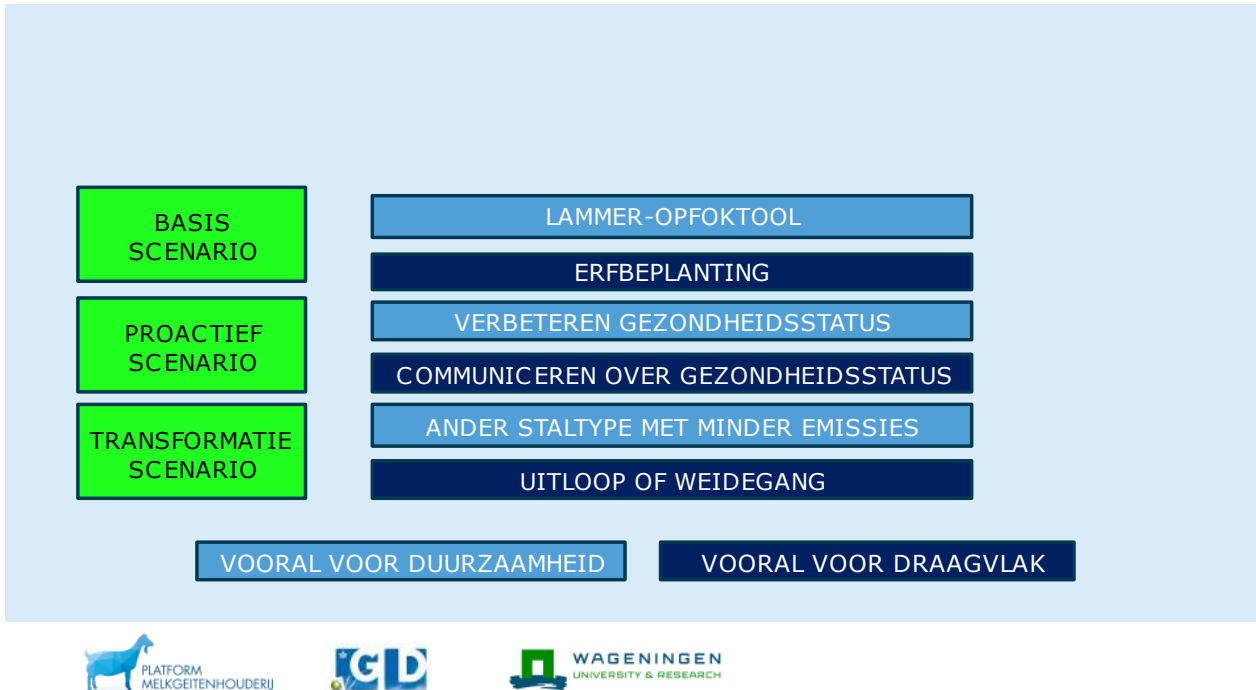 BASIS
SCENARIO
LAMMER-OPFOKTOOL
ERFBEPLANTING
PROACTIEF
SCENARIO
VERBETEREN GEZONDHEIDSSTATUS
COMMUNICEREN OVER GEZONDHEIDSSTATUS
TRANSFORMATIE
SCENARIO
ANDER STALTYPE MET MINDER EMISSIES
UITLOOP OF WEIDEGANG
VOORAL VOOR DUURZAAMHEID
VOORAL VOOR DRAAGVLAK
PLATFORM
MELKGEITENHOUDERIJ
GD
WAGENINGEN
UNIVERSITY & RESEARCH